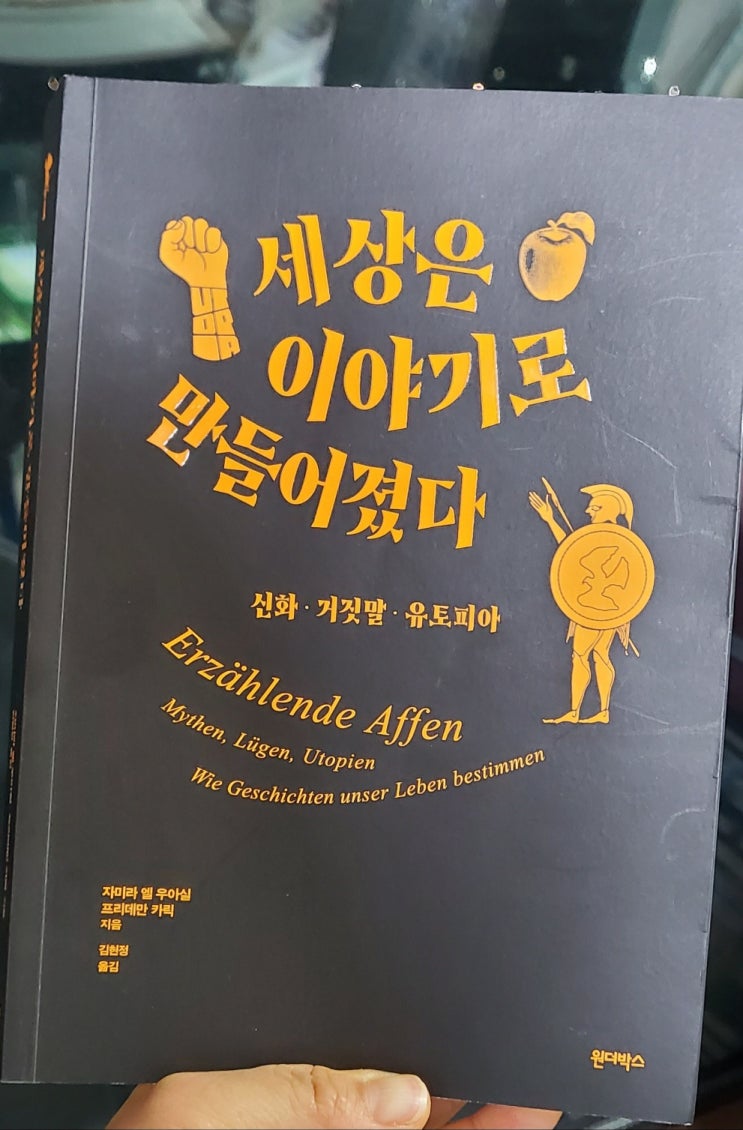 세상은
이야기로
만들어졌다
신화 · 거짓말 · 유토피아
Erzählende Affen
Mythen, Lügen, Utopien
Wie Geschichten unser Leben bestimmen
자미라 엘 우아실
프리데만 카릭
지음
김현정
옮김
원더박스